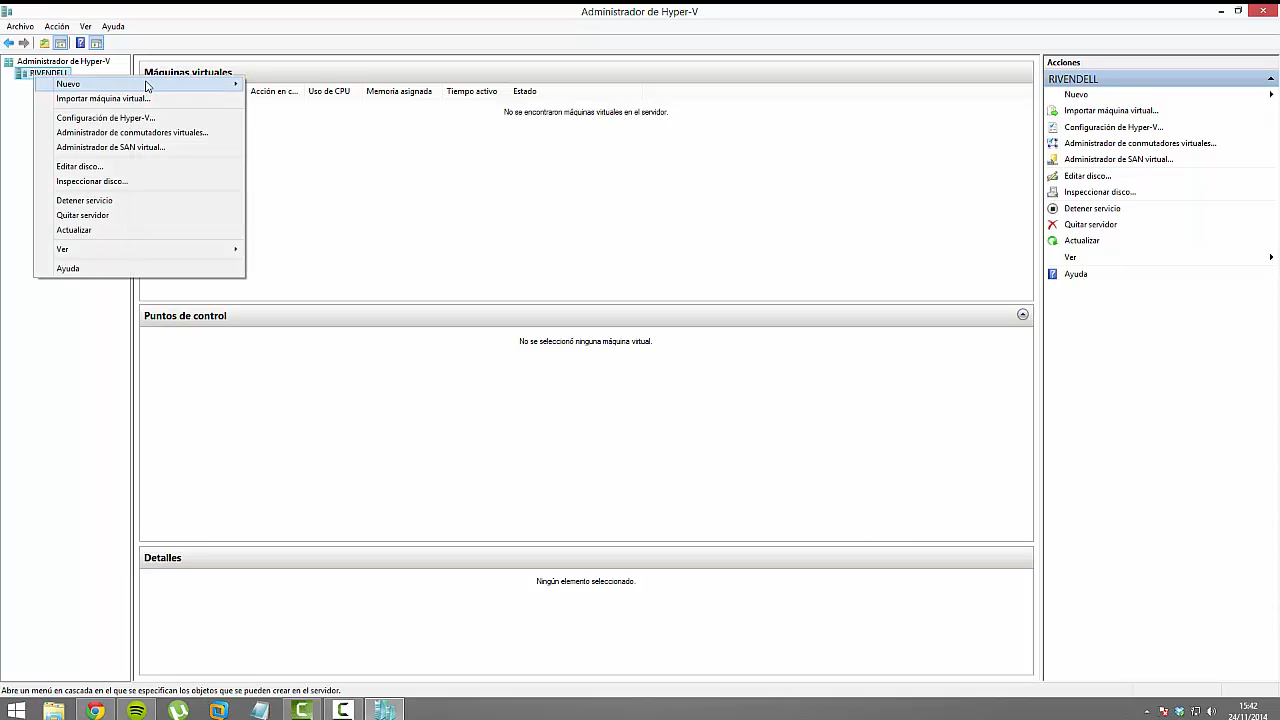 Administrador de Hyper-V
Archivo Acción Ver Ayuda
Administrador de Hyper-V
RIVENDELL
Nuevo
Importar máquina virtual...
Configuración de Hyper-V...
Administrador de conmutadores virtuales...
Administrador de SAN virtual...
Editar disco...
Inspeccionar disco...
Detener servicio
Quitar servidor
Actualizar
Ver
Ayuda
Máquinas virtuales
Acción en c... Uso de CPU Memoria asignada Tiempo activo Estado
No se encontraron máquinas virtuales en el servidor.
Puntos de control
No se seleccionó ninguna máquina virtual.
Detalles
Ningún elemento seleccionado.
Acciones
RIVENDELL
Nuevo
Importar máquina virtual...
Configuración de Hyper-V...
Administrador de conmutadores virtuales...
Administrador de SAN virtual...
Editar disco...
Inspeccionar disco...
Detener servicio
Quitar servidor
Actualizar
Ver
Ayuda
Abre un menú en cascada en el que se especifican los objetos que se pueden crear en el servidor.
15:42
24/11/2014